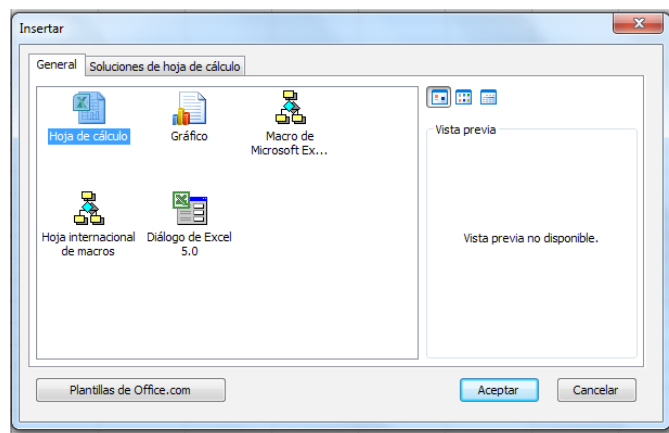 Insertar
General
Soluciones de hoja de cálculo
Hoja de cálculo
Gráfico
Macro de
Microsoft Ex...
Vista previa
Hoja internacional
de macros
Diálogo de Excel
5.0
Vista previa no disponible.
Plantillas de Office.com
Aceptar
Cancelar